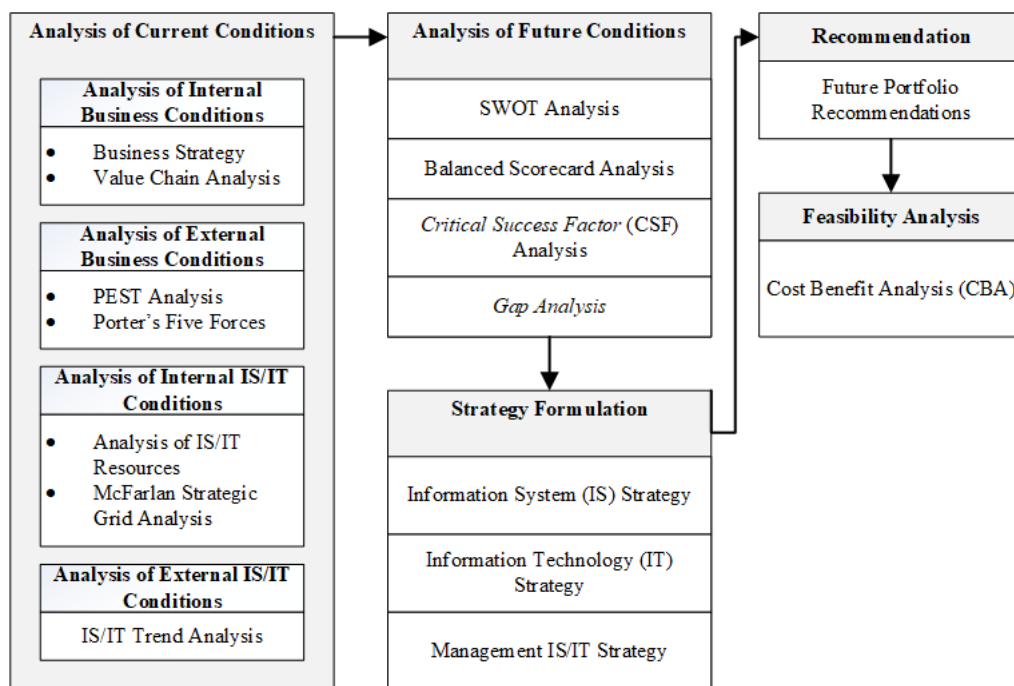 Analysis of Current Conditions
Analysis of Internal
Business Conditions
• Business Strategy
• Value Chain Analysis
Analysis of External
Business Conditions
• PEST Analysis
• Porter's Five Forces
Analysis of Internal IS/IT
Conditions
• Analysis of IS/IT
Resources
• McFarlan Strategic
Grid Analysis
Analysis of External IS/IT
Conditions
IS/IT Trend Analysis
Analysis of Future Conditions
SWOT Analysis
Balanced Scorecard Analysis
Critical Success Factor (CSF)
Analysis
Gap Analysis
Strategy Formulation
Information System (IS) Strategy
Information Technology (IT)
Strategy
Management IS/IT Strategy
Recommendation
Future Portfolio
Recommendations
Feasibility Analysis
Cost Benefit Analysis (CBA)